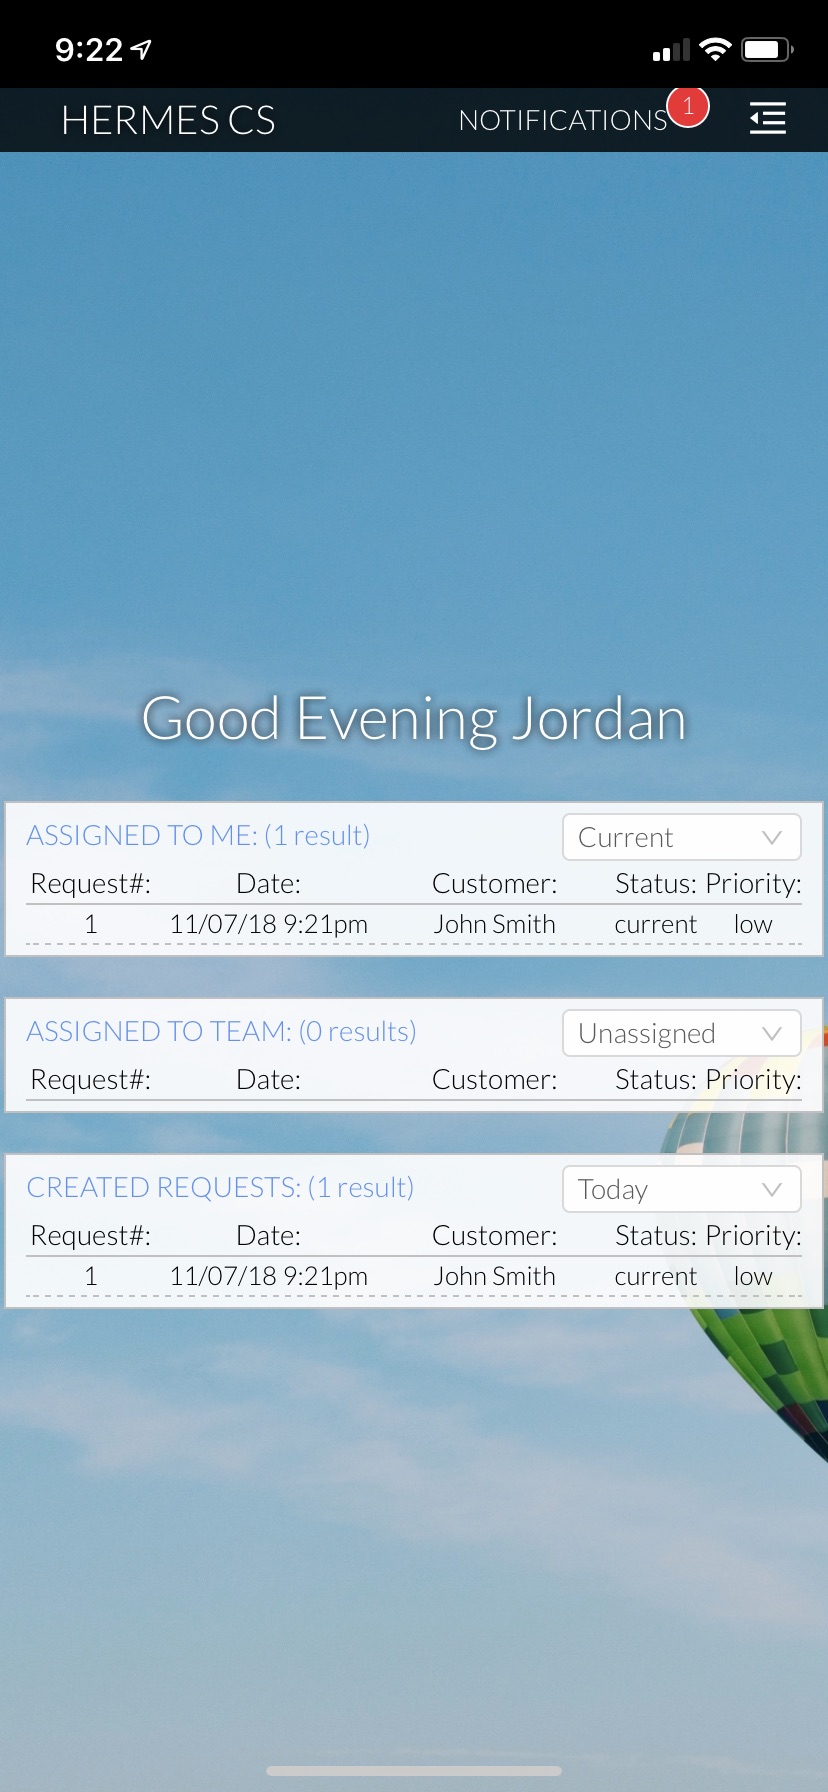 9:22
HERMES CS NOTIFICATIONS 1
Good Evening Jordan
ASSIGNED TO ME: (1 result) Current
Request#: Date: Customer: Status: Priority:
1 11/07/18 9:21pm John Smith current low
ASSIGNED TO TEAM: (0 results) Unassigned
Request#: Date: Customer: Status: Priority:
CREATED REQUESTS: (1 result) Today
Request#: Date: Customer: Status: Priority:
1 11/07/18 9:21pm John Smith current low